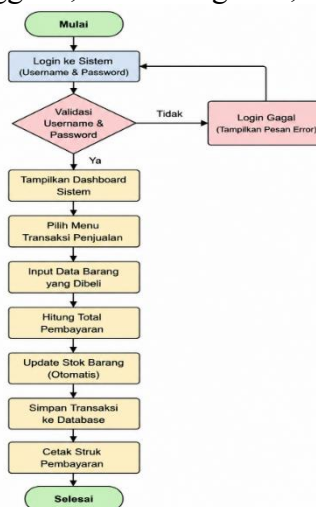 Mulai
Login ke Sistem
(Username & Password)
Validasi
Username &
Password
Tidak
Login Gagal
(Tampilkan Pesan Error)
Ya
Tampilkan Dashboard
Sistem
Pilih Menu
Transaksi Penjualan
Input Data Barang
yang Dibeli
Hitung Total
Pembayaran
Update Stok Barang
(Otomatis)
Simpan Transaksi
ke Database
Cetak Struk
Pembayaran
Selesai